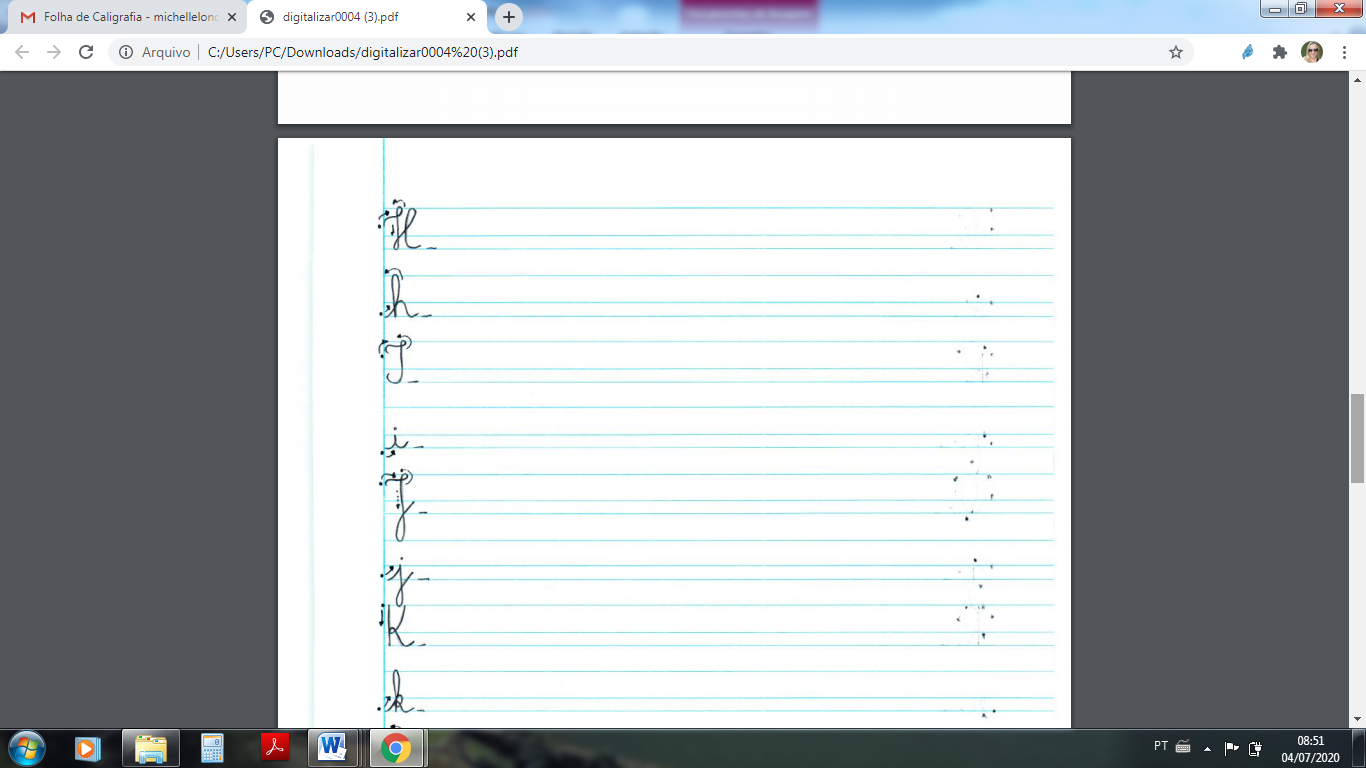 Folha de Caligrafia - michellelonc
digitalizar0004 (3).pdf
Arquivo C:/Users/PC/Downloads/digitalizar0004%20(3).pdf
H -
h -
I -
i -
J -
j -
K -
k -
PT 08:51
04/07/2020